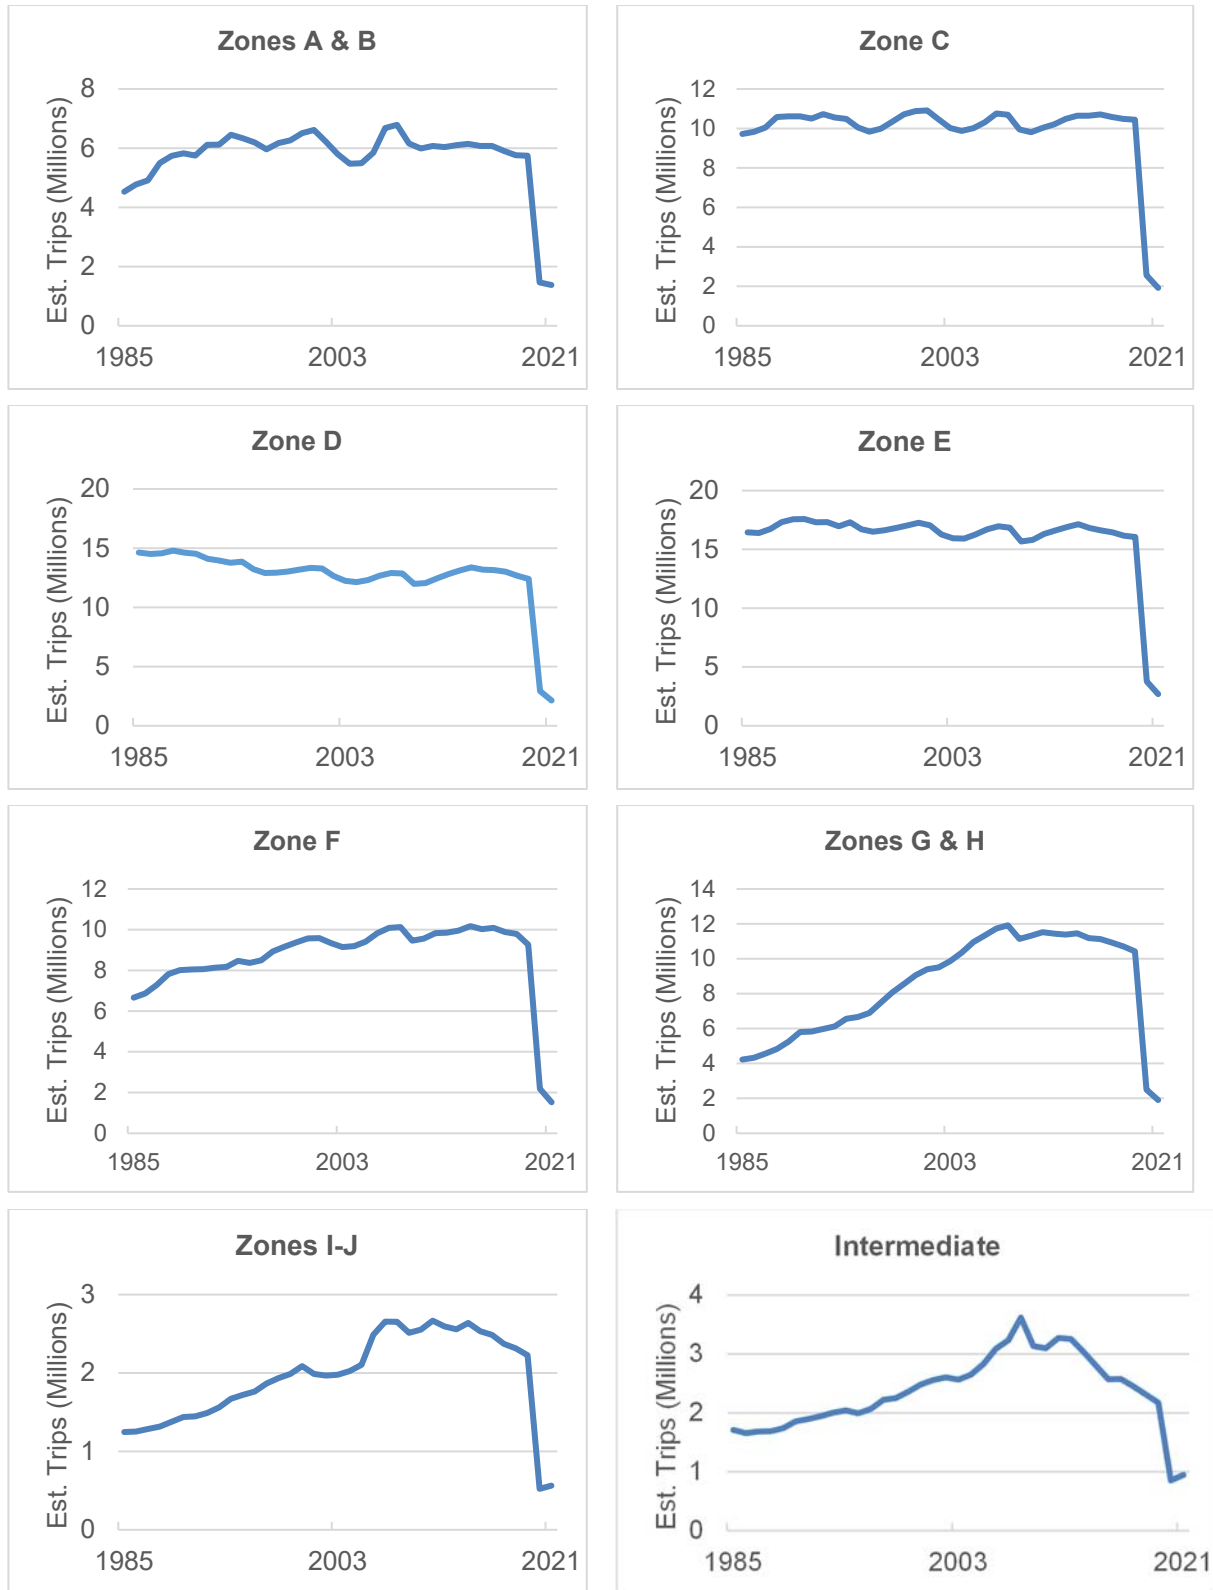 Zones A & B
Est. Trips (Millions)
8
6
4
2
0
1985 2003 2021
Zone C
Est. Trips (Millions)
12
10
8
6
4
2
0
1985 2003 2021
Zone D
Est. Trips (Millions)
20
15
10
5
0
1985 2003 2021
Zone E
Est. Trips (Millions)
20
15
10
5
0
1985 2003 2021
Zone F
Est. Trips (Millions)
12
10
8
6
4
2
0
1985 2003 2021
Zones G & H
Est. Trips (Millions)
14
12
10
8
6
4
2
0
1985 2003 2021
Zones I-J
Est. Trips (Millions)
3
2
1
0
1985 2003 2021
Intermediate
Est. Trips (Millions)
4
3
2
1
0
1985 2003 2021